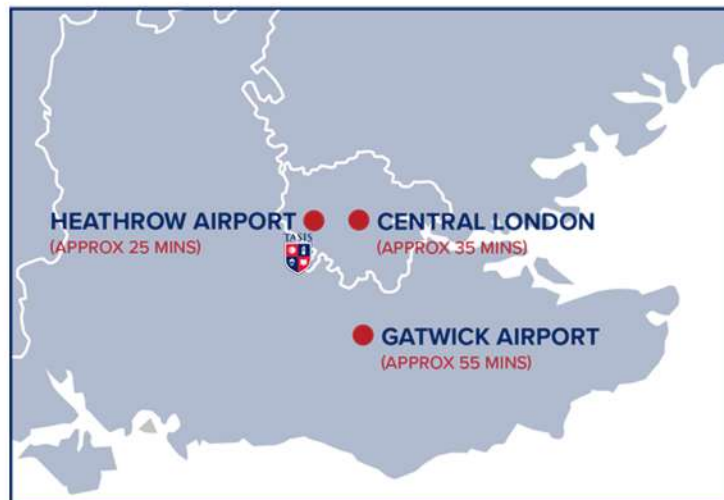 HEATHROW AIRPORT
(APPROX 25 MINS)
TASIS
CENTRAL LONDON
(APPROX 35 MINS)
GATWICK AIRPORT
(APPROX 55 MINS)